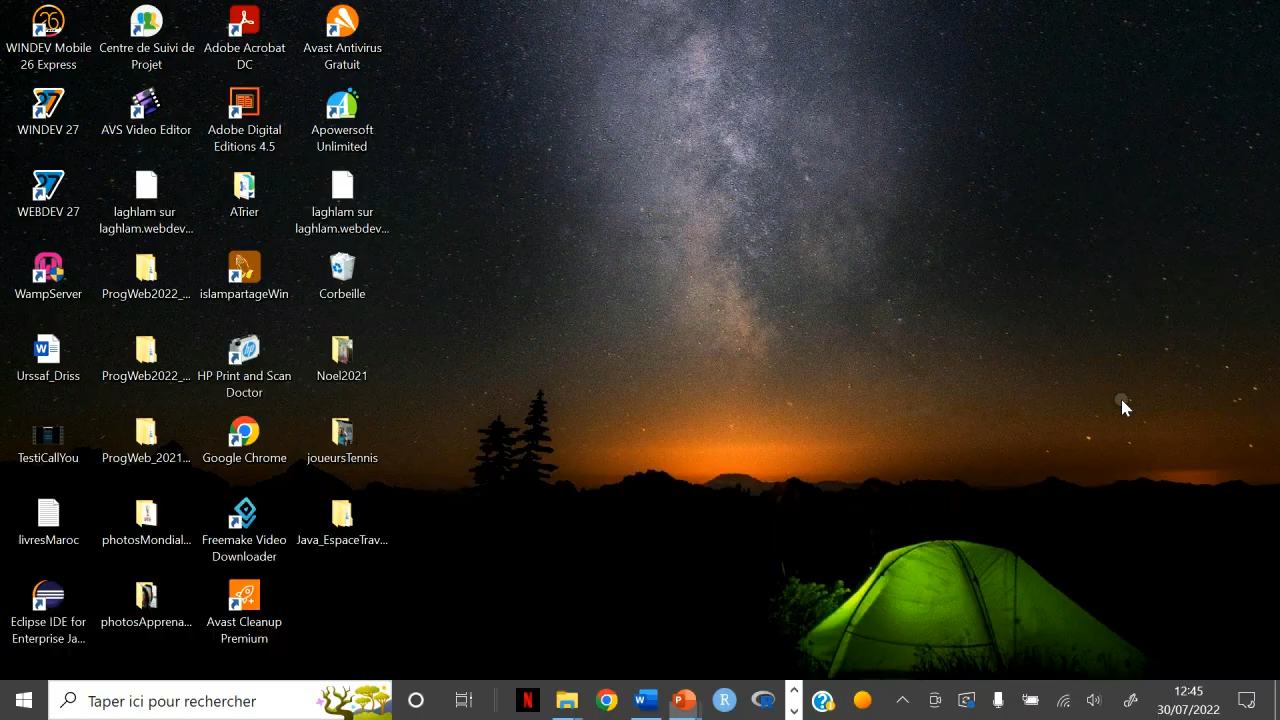 WINDEV Mobile
26 Express
Centre de Suivi de
Projet
Adobe Acrobat
DC
Avast Antivirus
Gratuit
WINDEV 27
AVS Video Editor
Adobe Digital
Editions 4.5
Apowersoft
Unlimited
WEBDEV 27
laghlam sur
laghlam.webdev...
ATrier
laghlam sur
laghlam.webdev...
WampServer
ProgWeb2022_...
islampartageWin
Corbeille
Urssaf_Driss
ProgWeb2022_...
HP Print and Scan
Doctor
Noel2021
TestiCallYou
ProgWeb_2021...
Google Chrome
joueursTennis
livresMaroc
photosMondial...
Freemake Video
Downloader
Java_EspaceTrav...
Eclipse IDE for
Enterprise Ja...
photosApprena...
Avast Cleanup
Premium
Taper ici pour rechercher
12:45
30/07/2022